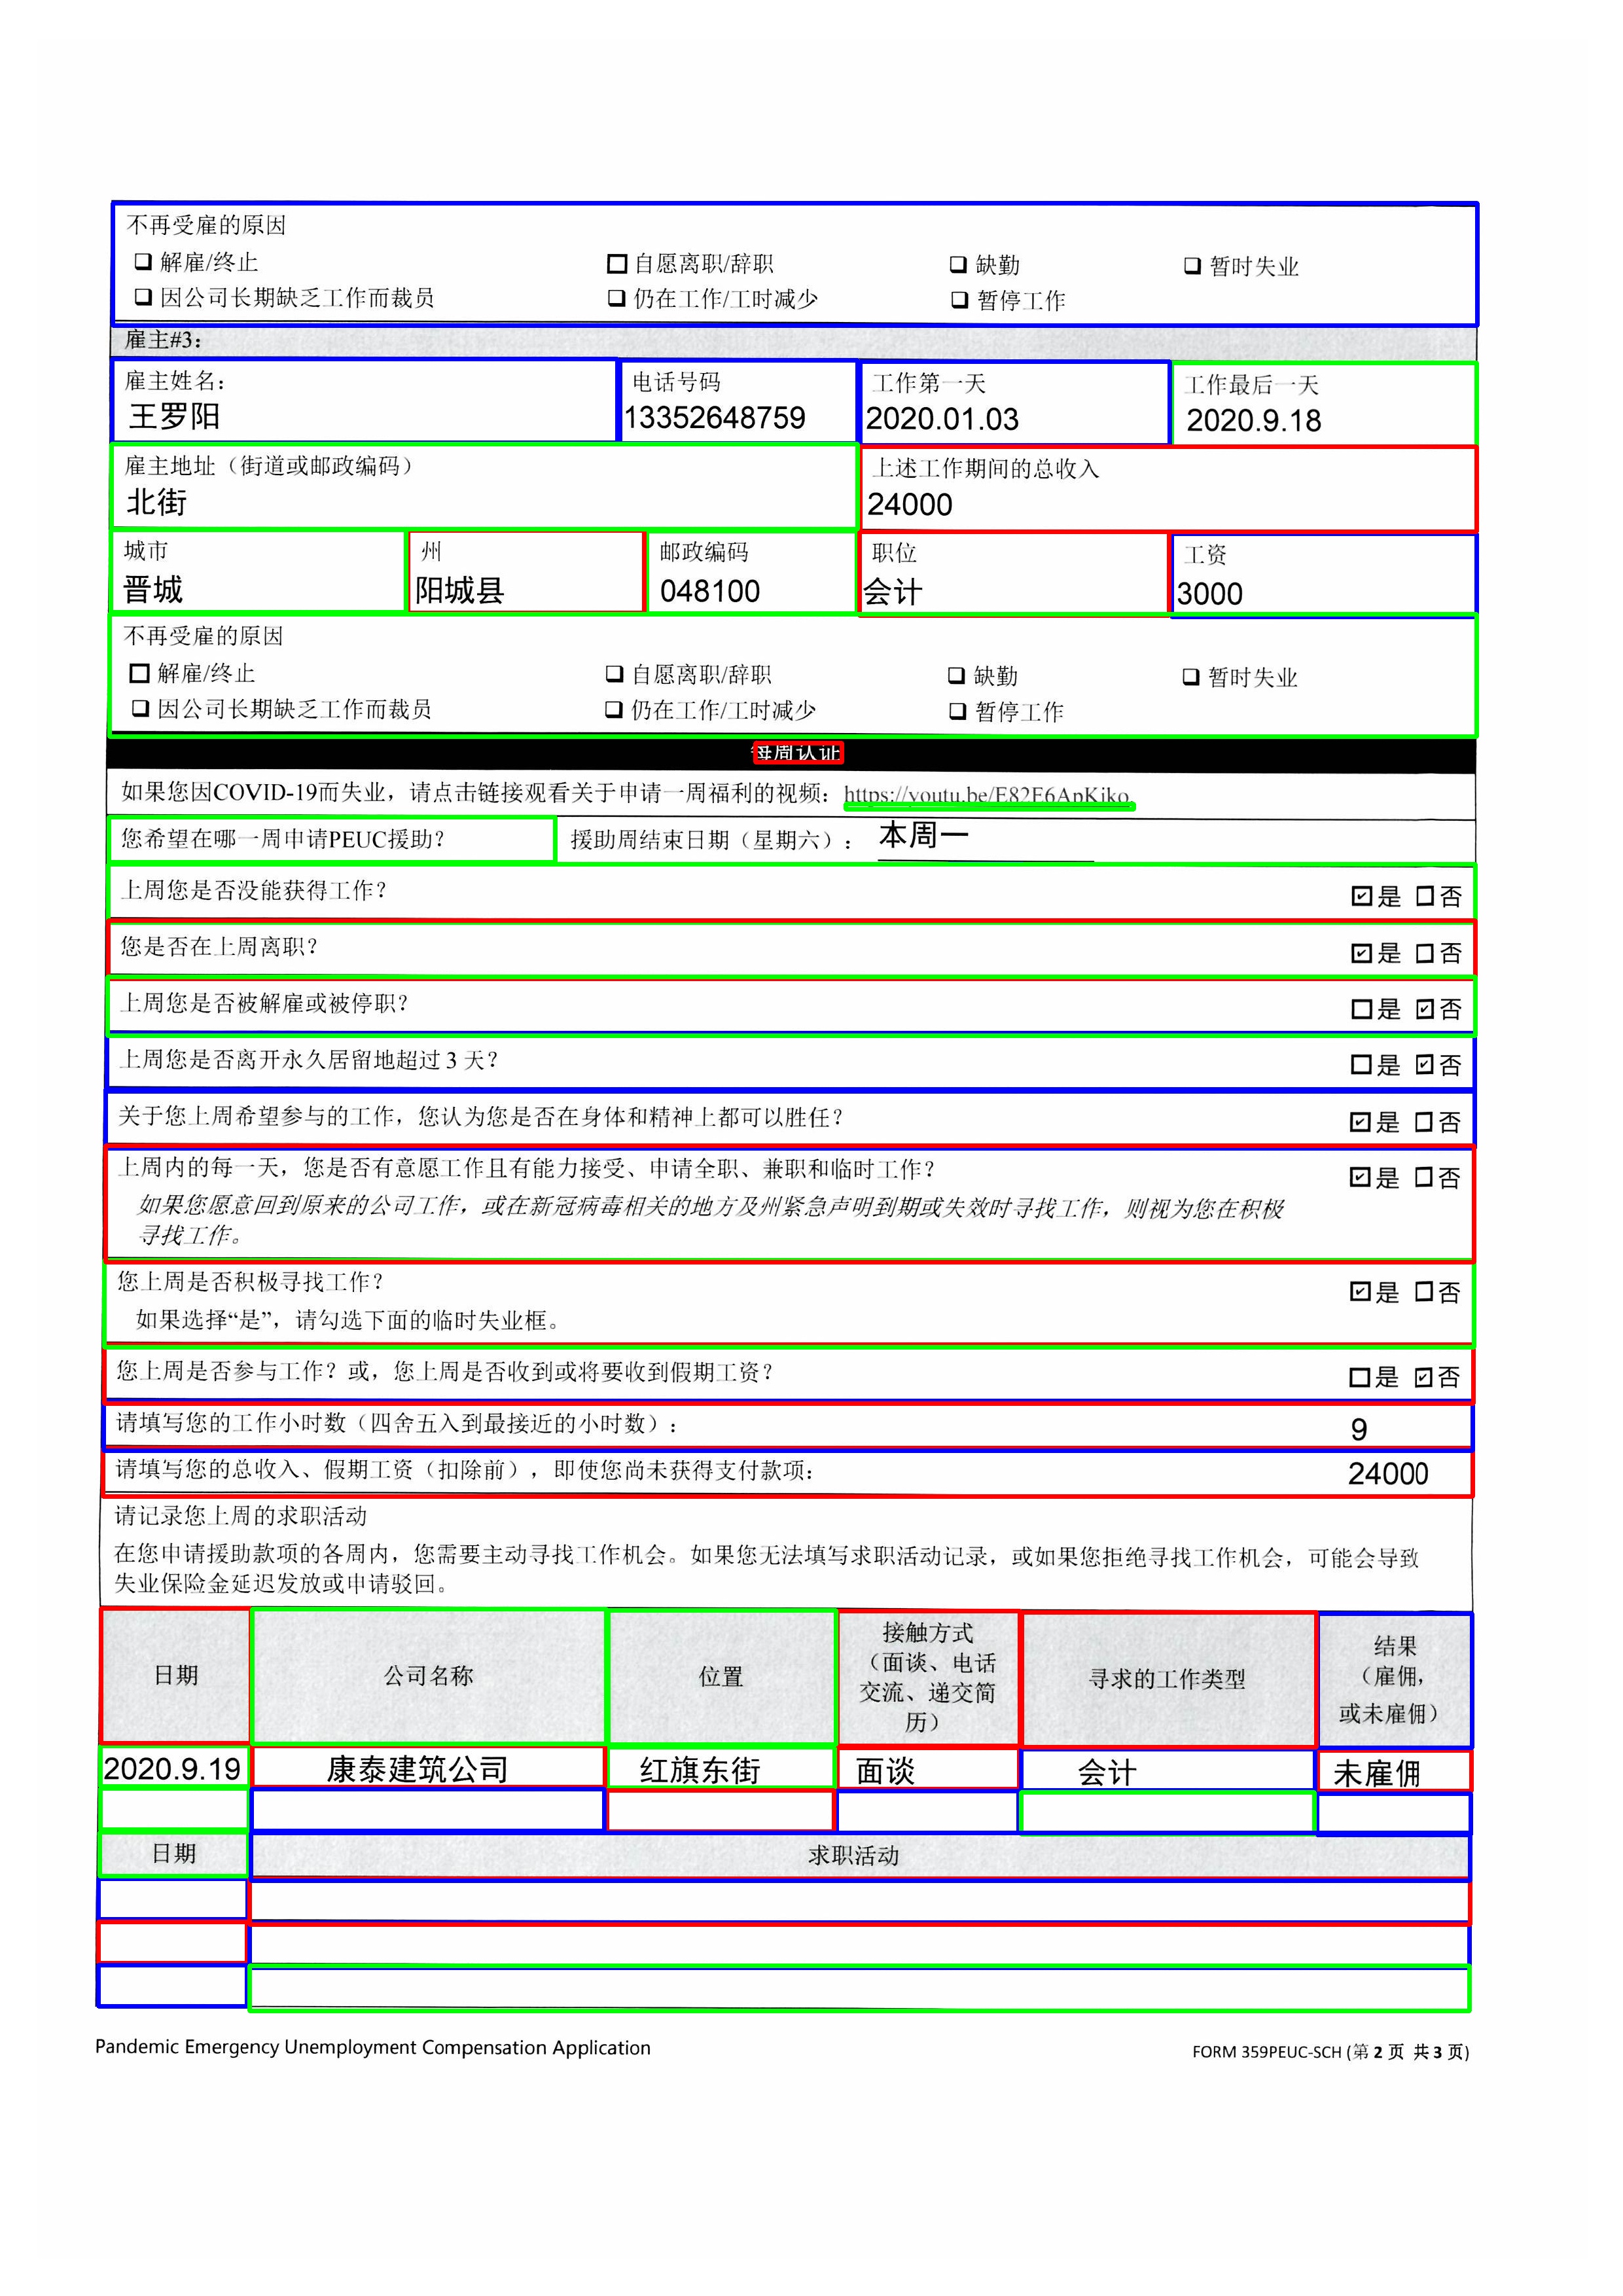 不再受雇的原因
❑ 解雇/终止 ☐ 自愿离职/辞职 ❑ 缺勤 ❑ 暂时失业
❑ 因公司长期缺乏工作而裁员 ❑ 仍在工作/工时减少 ❑ 暂停工作
雇主#3:
雇主姓名: 电话号码 工作第一天 工作最后一天
王罗阳 13352648759 2020.01.03 2020.9.18
雇主地址（街道或邮政编码） 上述工作期间的总收入
北街 24000
城市 州 邮政编码 职位 工资
晋城 阳城县 048100 会计 3000
不再受雇的原因
☐ 解雇/终止 ❑ 自愿离职/辞职 ❑ 缺勤 ❑ 暂时失业
❑ 因公司长期缺乏工作而裁员 ❑ 仍在工作/工时减少 ❑ 暂停工作
每周认证
如果您因COVID-19而失业，请点击链接观看关于申请一周福利的视频: https://youtu.be/E82E6ApKiko
您希望在哪一周申请PEUC援助? 援助周结束日期（星期六）: 本周一
上周您是否没能获得工作? ☑是 ☐否
您是否在上周离职? ☑是 ☐否
上周您是否被解雇或被停职? ☐是 ☑否
上周您是否离开永久居留地超过 3 天? ☐是 ☑否
关于您上周希望参与的工作，您认为您是否在身体和精神上都可以胜任? ☑是 ☐否
上周内的每一天，您是否有意愿工作且有能力接受、申请全职、兼职和临时工作? ☑是 ☐否
如果您愿意回到原来的公司工作，或在新冠病毒相关的地方及州紧急声明到期或失效时寻找工作，则视为您在积极
寻找工作。
您上周是否积极寻找工作? ☑是 ☐否
如果选择“是”，请勾选下面的临时失业框。
您上周是否参与工作? 或，您上周是否收到或将要收到假期工资? ☐是 ☑否
请填写您的工作小时数（四舍五入到最接近的小时数）: 9
请填写您的总收入、假期工资（扣除前），即使您尚未获得支付款项: 24000
请记录您上周的求职活动
在您申请援助款项的各周内，您需要主动寻找工作机会。如果您无法填写求职活动记录，或如果您拒绝寻找工作机会，可能会导致
失业保险金延迟发放或申请驳回。
日期 公司名称 位置 接触方式（面谈、电话交流、递交简历） 寻求的工作类型 结果（雇佣，或未雇佣）
2020.9.19 康泰建筑公司 红旗东街 面谈 会计 未雇佣
日期 求职活动
Pandemic Emergency Unemployment Compensation Application FORM 359PEUC-SCH (第 2 页 共 3 页)